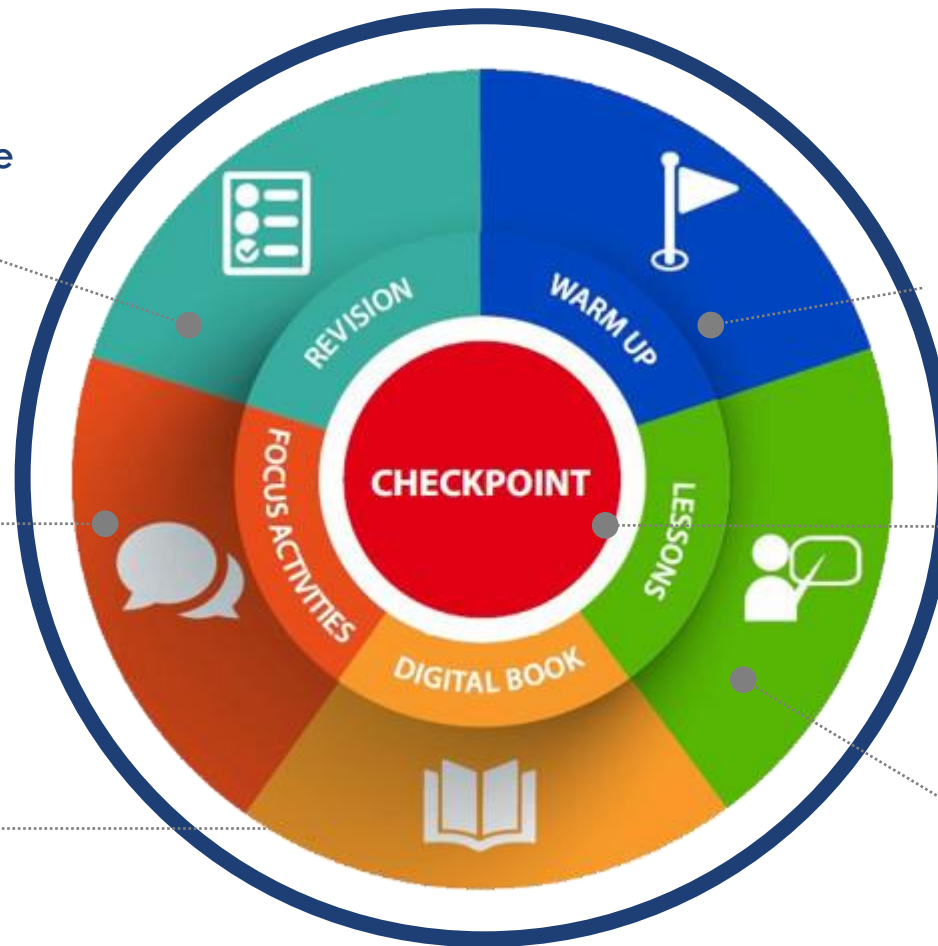 e
REVISION
WARM UP
FOCUS ACTIVITIES
CHECKPOINT
LESSONS
DIGITAL BOOK